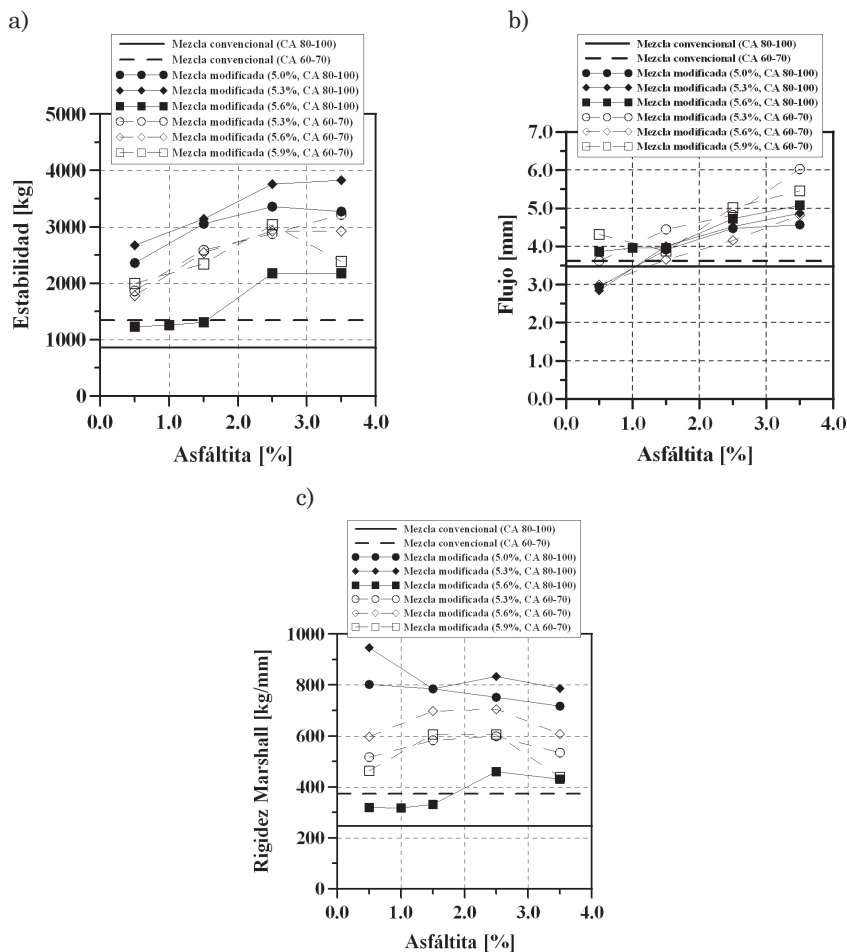 a)
Mezcla convencional (CA 80-100)
Mezcla convencional (CA 60-70)
Mezcla modificada (5.0%, CA 80-100)
Mezcla modificada (5.3%, CA 80-100)
Mezcla modificada (5.6%, CA 80-100)
Mezcla modificada (5.3%, CA 60-70)
Mezcla modificada (5.6%, CA 60-70)
Mezcla modificada (5.9%, CA 60-70)
5000
4000
3000
2000
1000
0
Estabilidad [kg]
0.0 1.0 2.0 3.0 4.0
Asfáltita [%]
b)
Mezcla convencional (CA 80-100)
Mezcla convencional (CA 60-70)
Mezcla modificada (5.0%, CA 80-100)
Mezcla modificada (5.3%, CA 80-100)
Mezcla modificada (5.6%, CA 80-100)
Mezcla modificada (5.3%, CA 60-70)
Mezcla modificada (5.6%, CA 60-70)
Mezcla modificada (5.9%, CA 60-70)
7.0
6.0
5.0
4.0
3.0
2.0
1.0
0.0
Flujo [mm]
0.0 1.0 2.0 3.0 4.0
Asfáltita [%]
c)
Mezcla convencional (CA 80-100)
Mezcla convencional (CA 60-70)
Mezcla modificada (5.0%, CA 80-100)
Mezcla modificada (5.3%, CA 80-100)
Mezcla modificada (5.6%, CA 80-100)
Mezcla modificada (5.3%, CA 60-70)
Mezcla modificada (5.6%, CA 60-70)
Mezcla modificada (5.9%, CA 60-70)
1000
800
600
400
200
0
Rigidez Marshall [kg/mm]
0.0 1.0 2.0 3.0 4.0
Asfáltita [%]